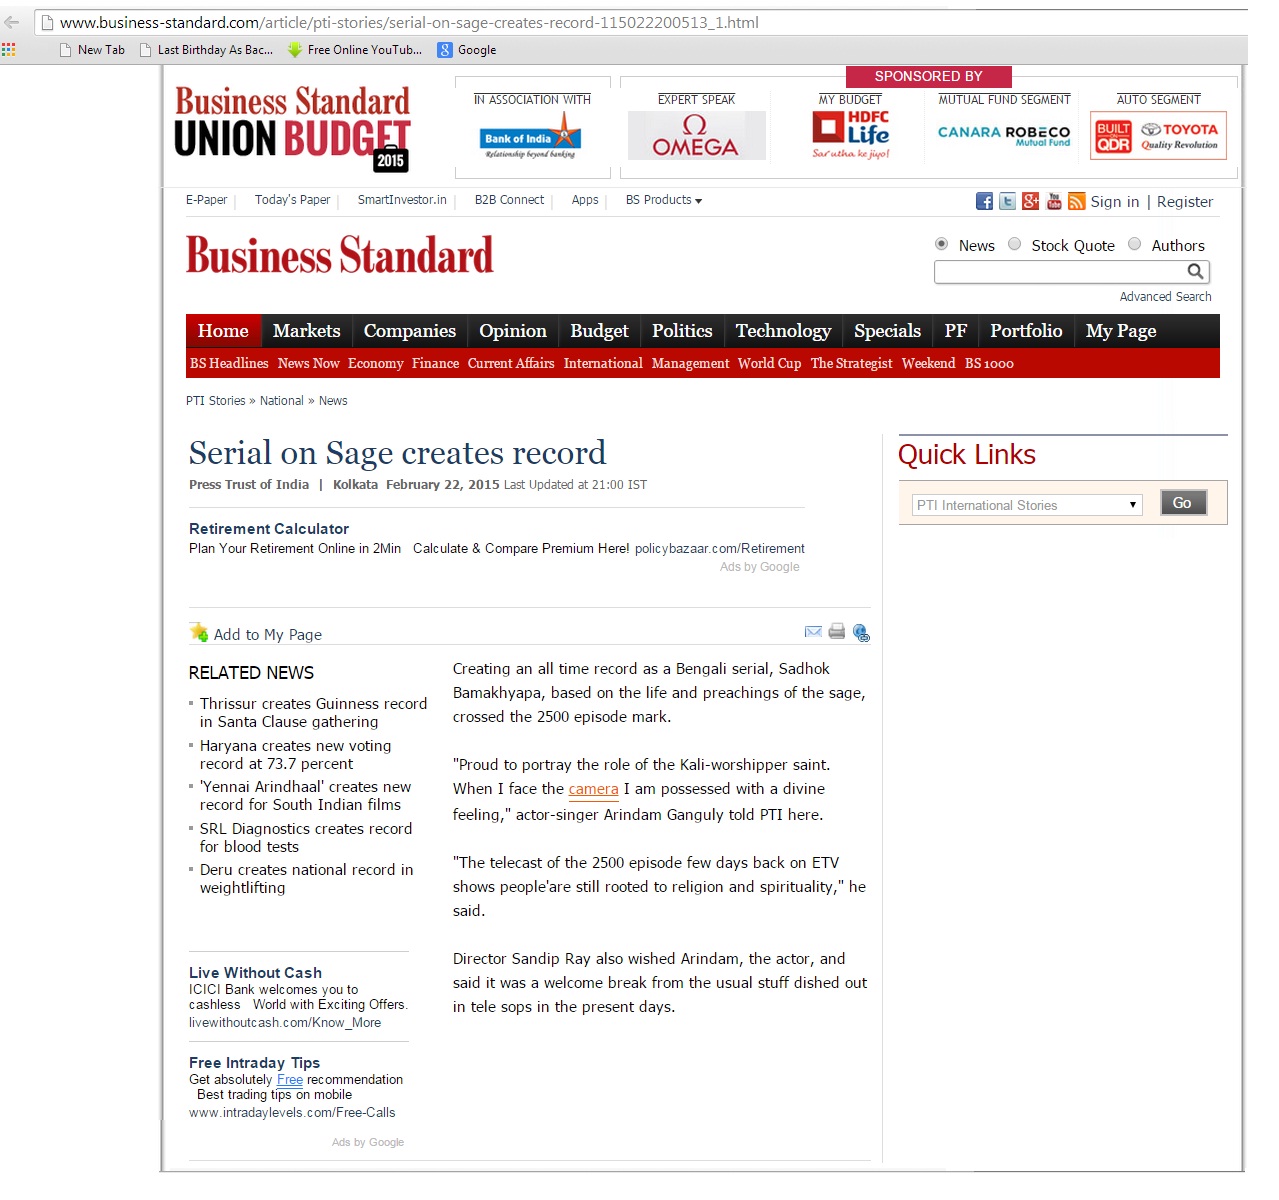 www.business-standard.com/article/pti-stories/serial-on-sage-creates-record-115022200513_1.html
New Tab Last Birthday As Bac... Free Online YouTub... Google
SPONSORED BY
Business Standard
UNION BUDGET
2015
IN ASSOCIATION WITH
Bank of India
Relationship beyond banking
EXPERT SPEAK
Ω
OMEGA
MY BUDGET
HDFC
Life
Sar utha ke jiyo!
MUTUAL FUND SEGMENT
CANARA ROBECO
Mutual Fund
AUTO SEGMENT
BUILT
ON
QDR
TOYOTA
Quality Revolution
E-Paper Today's Paper SmartInvestor.in B2B Connect Apps BS Products
Sign in | Register
Business Standard
News Stock Quote Authors
Advanced Search
Home Markets Companies Opinion Budget Politics Technology Specials PF Portfolio My Page
BS Headlines News Now Economy Finance Current Affairs International Management World Cup The Strategist Weekend BS 1000
PTI Stories » National » News
Serial on Sage creates record
Press Trust of India | Kolkata February 22, 2015 Last Updated at 21:00 IST
Retirement Calculator
Plan Your Retirement Online in 2Min Calculate & Compare Premium Here! policybazaar.com/Retirement
Ads by Google
Add to My Page
RELATED NEWS
Thrissur creates Guinness record
in Santa Clause gathering
Haryana creates new voting
record at 73.7 percent
'Yennai Arindhaal' creates new
record for South Indian films
SRL Diagnostics creates record
for blood tests
Deru creates national record in
weightlifting
Live Without Cash
ICICI Bank welcomes you to
cashless World with Exciting Offers.
livewithoutcash.com/Know_More
Free Intraday Tips
Get absolutely Free recommendation
Best trading tips on mobile
www.intradaylevels.com/Free-Calls
Ads by Google
Creating an all time record as a Bengali serial, Sadhok
Bamakhyapa, based on the life and preachings of the sage,
crossed the 2500 episode mark.
"Proud to portray the role of the Kali-worshipper saint.
When I face the camera I am possessed with a divine
feeling," actor-singer Arindam Ganguly told PTI here.
"The telecast of the 2500 episode few days back on ETV
shows people'are still rooted to religion and spirituality," he
said.
Director Sandip Ray also wished Arindam, the actor, and
said it was a welcome break from the usual stuff dished out
in tele sops in the present days.
Quick Links
PTI International Stories Go